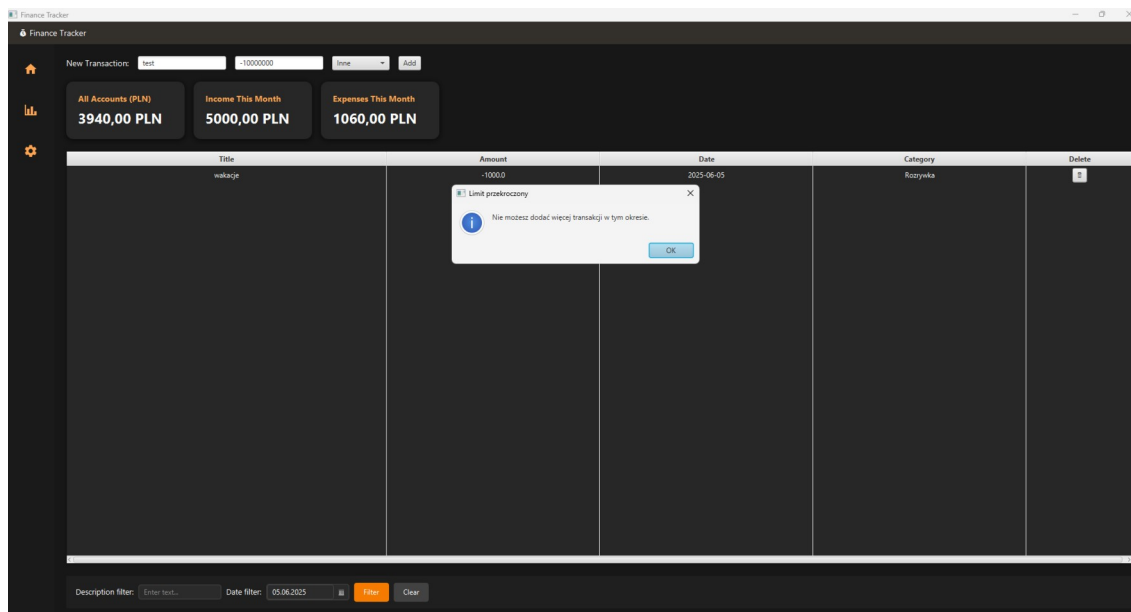 Finance Tracker
Finance Tracker
New Transaction: test -10000000 Inne Add
All Accounts (PLN) Income This Month Expenses This Month
3940,00 PLN 5000,00 PLN 1060,00 PLN
Title Amount Date Category Delete
wakacje -1000.0 2025-06-05 Rozrywka
Limit przekroczony
Nie możesz dodać więcej transakcji w tym okresie.
OK
Description filter: Enter text... Date filter: 05.06.2025 Filter Clear